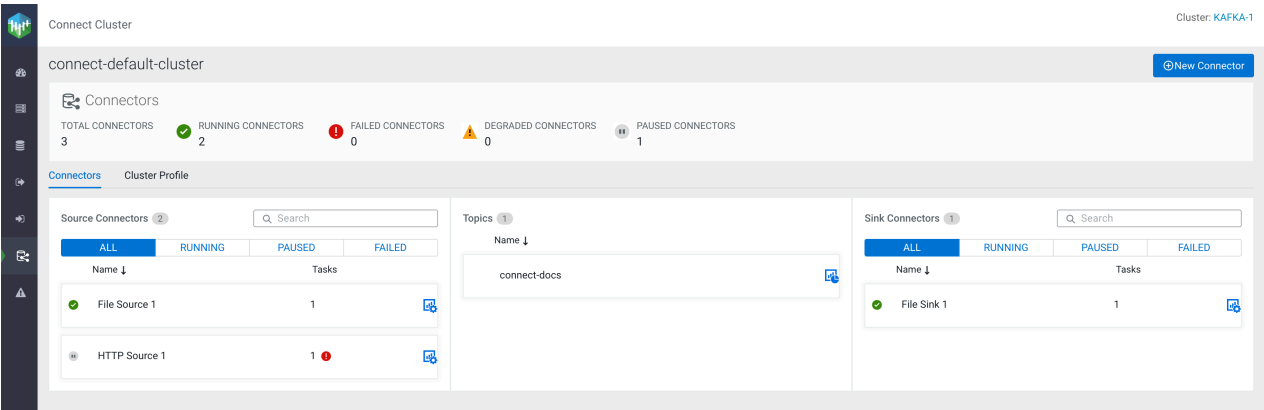 Connect Cluster
Cluster: KAFKA-1
connect-default-cluster
New Connector
Connectors
TOTAL CONNECTORS
3
RUNNING CONNECTORS
2
FAILED CONNECTORS
0
DEGRADED CONNECTORS
0
PAUSED CONNECTORS
1
Connectors Cluster Profile
Source Connectors 2
Search
ALL RUNNING PAUSED FAILED
Name ↓ Tasks
File Source 1 1
HTTP Source 1 1
Topics 1
Name ↓
connect-docs
Sink Connectors 1
Search
ALL RUNNING PAUSED FAILED
Name ↓ Tasks
File Sink 1 1